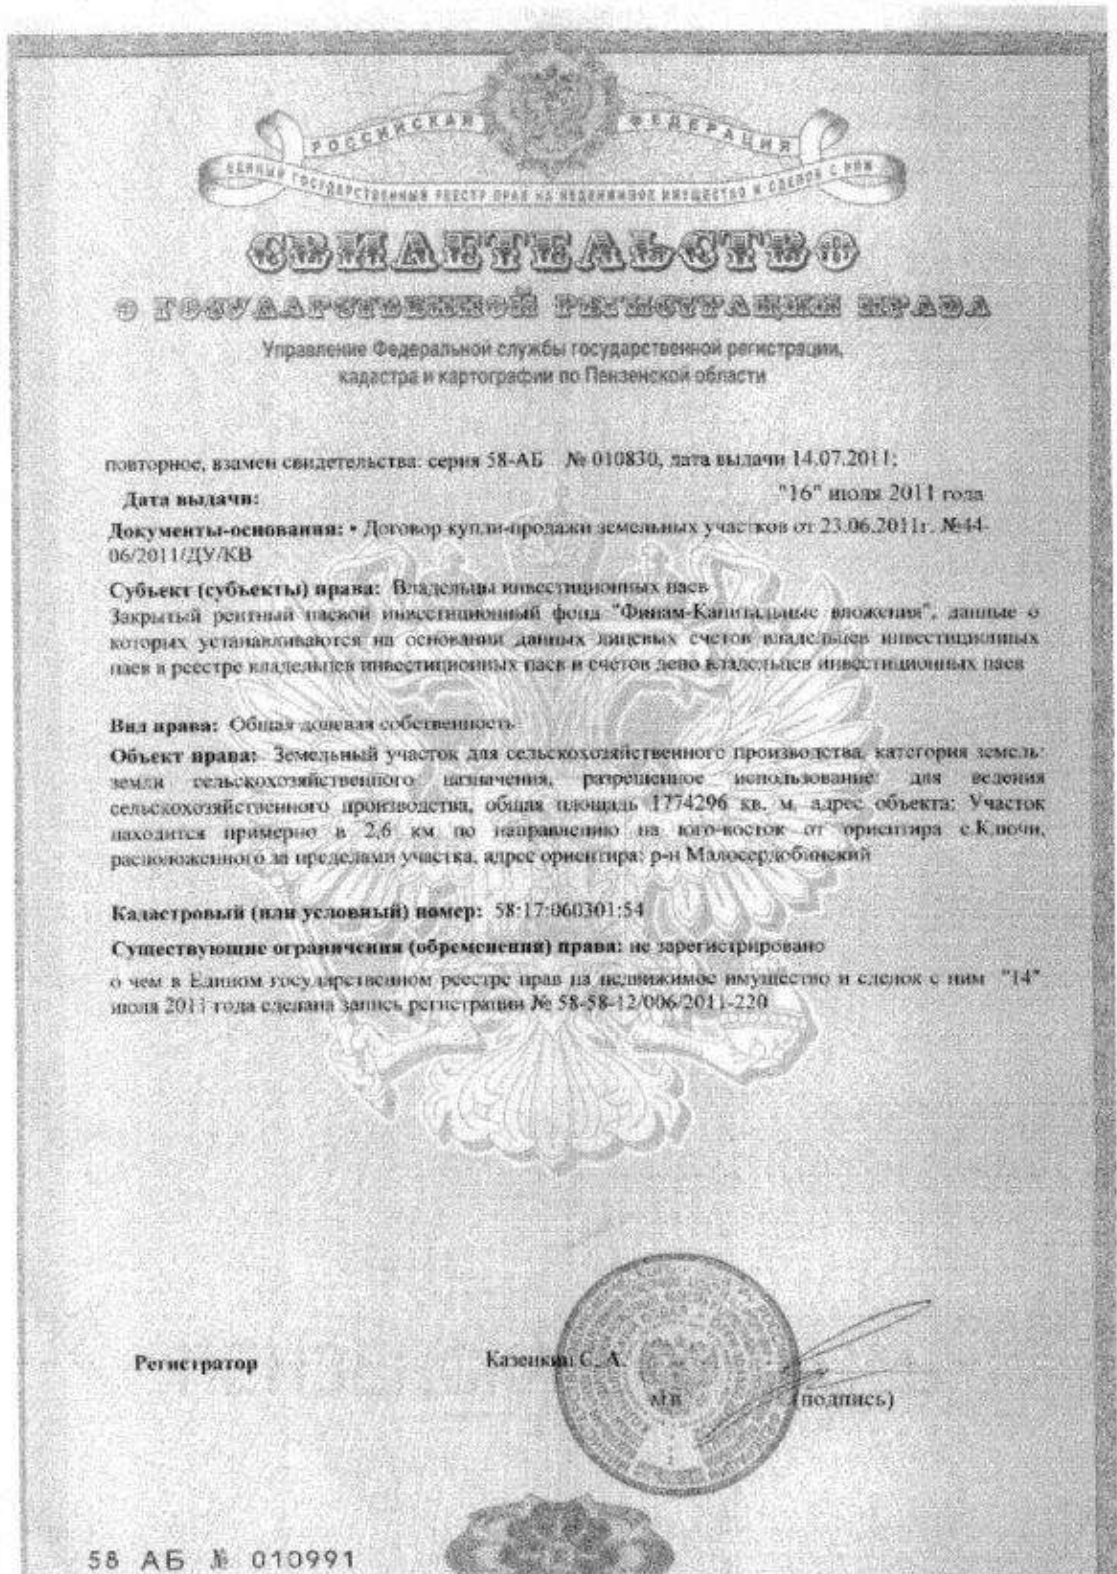 РОССИЙСКАЯ ФЕДЕРАЦИЯ
ЕДИНЫЙ ГОСУДАРСТВЕННЫЙ РЕЕСТР ПРАВ НА НЕДВИЖИМОЕ ИМУЩЕСТВО И СДЕЛОК С НИМ
СВИДЕТЕЛЬСТВО
О ГОСУДАРСТВЕННОЙ РЕГИСТРАЦИИ ПРАВА
Управление Федеральной службы государственной регистрации,
кадастра и картографии по Пензенской области
повторное, взамен свидетельства: серия 58-АБ № 010830, дата выдачи 14.07.2011;
Дата выдачи: "16" июля 2011 года
Документы-основания: • Договор купли-продажи земельных участков от 23.06.2011г. №44-
06/2011/ДУ/КВ
Субъект (субъекты) права: Владельцы инвестиционных паев
Закрытый рентный паевой инвестиционный фонд "Финам-Капитальные вложения", данные о
которых устанавливаются на основании данных лицевых счетов владельцев инвестиционных
паев в реестре владельцев инвестиционных паев и счетов депо владельцев инвестиционных паев
Вид права: Общая долевая собственность
Объект права: Земельный участок для сельскохозяйственного производства, категория земель:
земли сельскохозяйственного назначения, разрешенное использование: для ведения
сельскохозяйственного производства, общая площадь 1774296 кв. м, адрес объекта: Участок
находится примерно в 2,6 км по направлению на юго-восток от ориентира с.Ключи,
расположенного за пределами участка, адрес ориентира: р-н Малосердобинский
Кадастровый (или условный) номер: 58:17:060301:54
Существующие ограничения (обременения) права: не зарегистрировано
о чем в Едином государственном реестре прав на недвижимое имущество и сделок с ним "14"
июля 2011 года сделана запись регистрации № 58-58-12/006/2011-220
Регистратор Казенкин С. А.
м.п. (подпись)
58 АБ № 010991